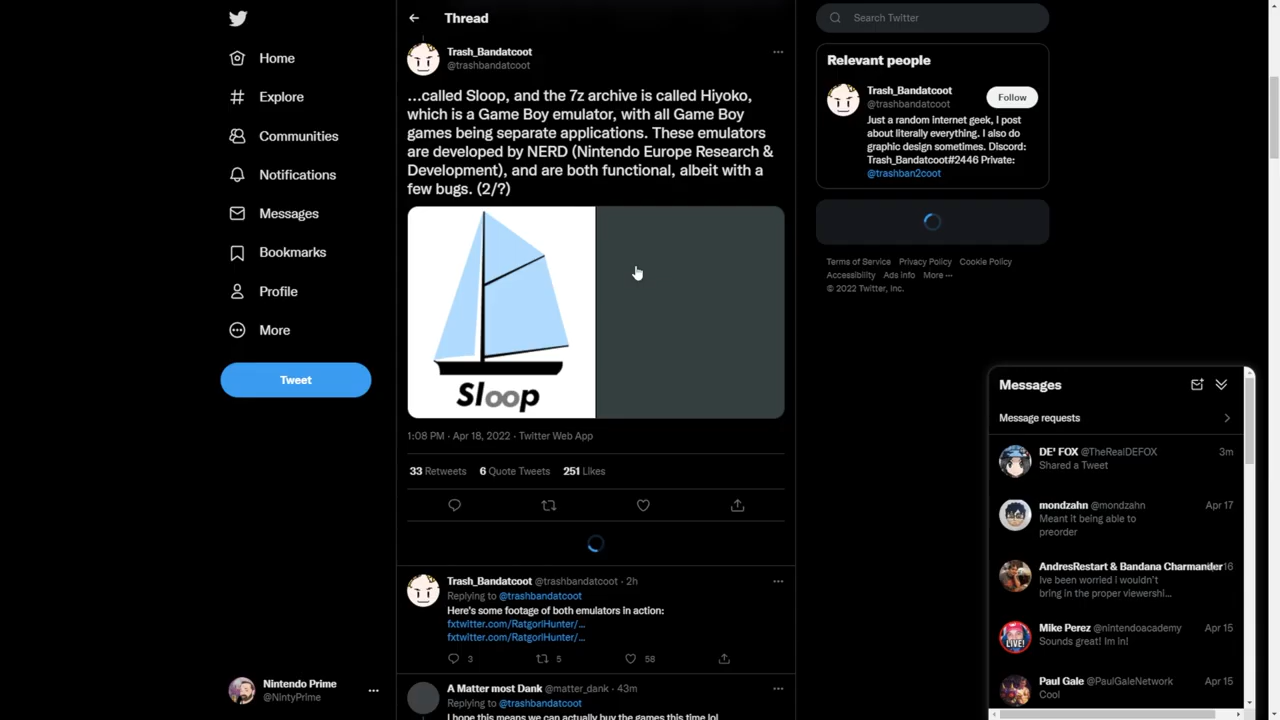 Home
Explore
Communities
Notifications
Messages
Bookmarks
Profile
More
Tweet
Nintendo Prime
@NintyPrime
Thread
Trash_Bandatcoot
@trashbandatcoot
...called Sloop, and the 7z archive is called Hiyoko,
which is a Game Boy emulator, with all Game Boy
games being separate applications. These emulators
are developed by NERD (Nintendo Europe Research &
Development), and are both functional, albeit with a
few bugs. (2/?)
Sloop
1:08 PM · Apr 18, 2022 · Twitter Web App
33 Retweets 6 Quote Tweets 251 Likes
Trash_Bandatcoot @trashbandatcoot · 2h
Replying to @trashbandatcoot
Here's some footage of both emulators in action:
fxtwitter.com/RatgorlHunter/...
fxtwitter.com/RatgorlHunter/...
3 5 58
A Matter most Dank @matter_dank · 43m
Replying to @trashbandatcoot
I hope this means we can actually buy the games this time lol
Search Twitter
Relevant people
Trash_Bandatcoot
@trashbandatcoot
Follow
Just a random internet geek, I post
about literally everything. I also do
graphic design sometimes. Discord:
Trash_Bandatcoot#2446 Private:
@trashban2coot
Terms of Service Privacy Policy Cookie Policy
Accessibility Ads info More ...
© 2022 Twitter, Inc.
Messages
Message requests
DE' FOX @TheRealDEFOX 3m
Shared a Tweet
mondzahn @mondzahn Apr 17
Meant it being able to
preorder
AndresRestart & Bandana Charmander 16
Ive been worried I wouldn't
bring in the proper viewershi...
Mike Perez @nintendoacademy Apr 15
Sounds great! Im in!
Paul Gale @PaulGaleNetwork Apr 15
Cool